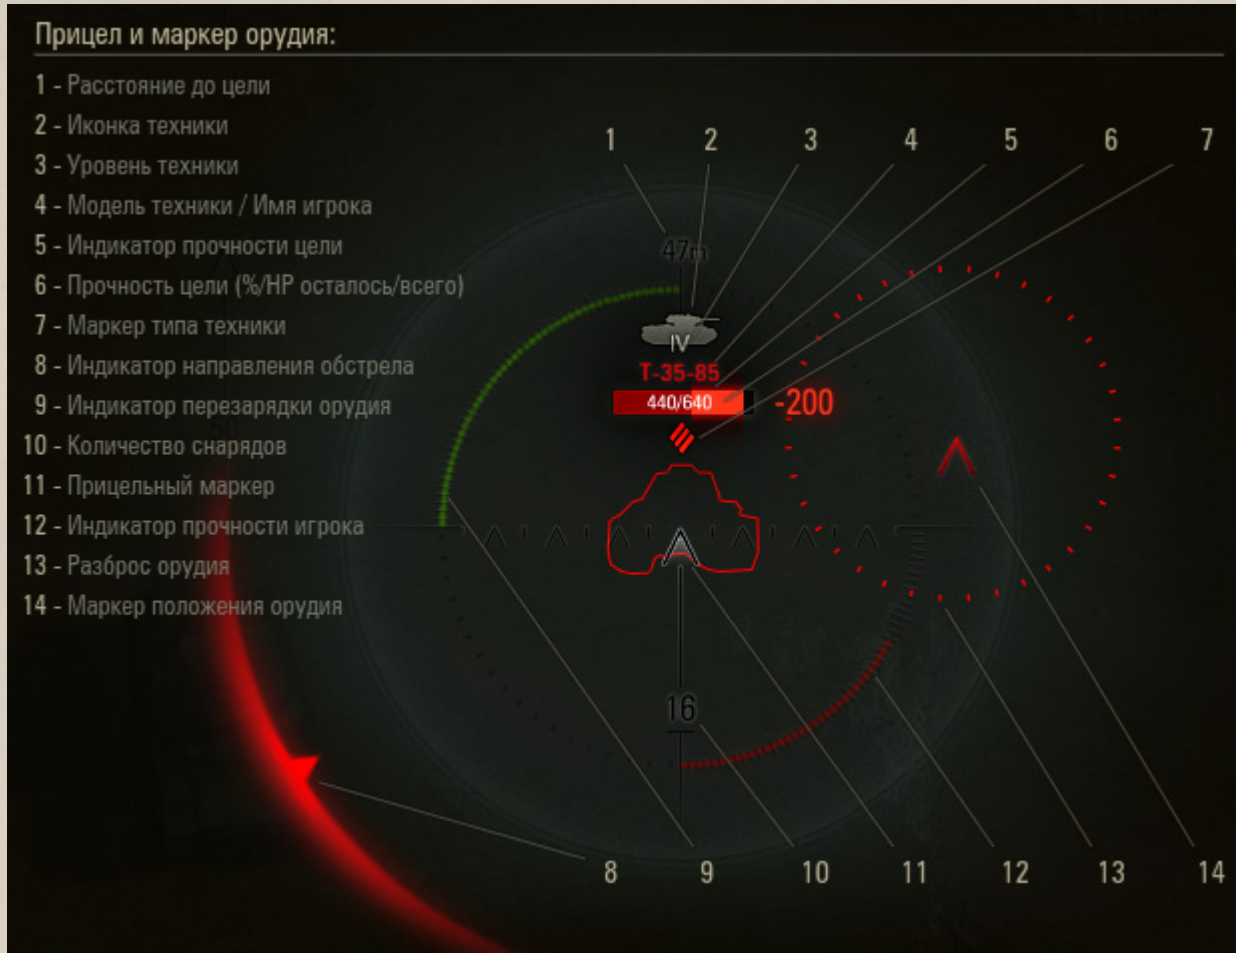 Прицел и маркер орудия:
1 - Расстояние до цели
2 - Иконка техники
3 - Уровень техники
4 - Модель техники / Имя игрока
5 - Индикатор прочности цели
6 - Прочность цели (%/HP осталось/всего)
7 - Маркер типа техники
8 - Индикатор направления обстрела
9 - Индикатор перезарядки орудия
10 - Количество снарядов
11 - Прицельный маркер
12 - Индикатор прочности игрока
13 - Разброс орудия
14 - Маркер положения орудия
1 2 3 4 5 6 7
47m
IV
T-35-85
440/640 -200
16
8 9 10 11 12 13 14